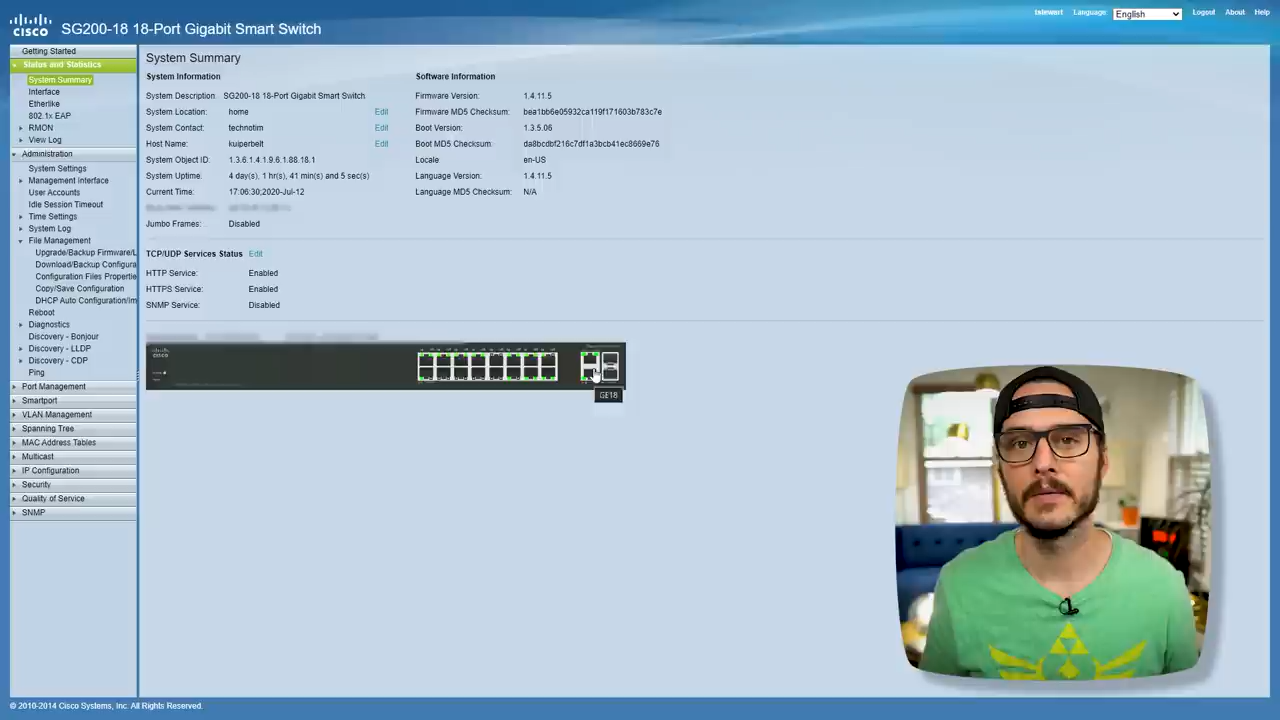 cisco SG200-18 18-Port Gigabit Smart Switch
tstewart Language: English Logout About Help
Getting Started
Status and Statistics
System Summary
Interface
Etherlike
802.1x EAP
RMON
View Log
Administration
System Settings
Management Interface
User Accounts
Idle Session Timeout
Time Settings
System Log
File Management
Upgrade/Backup Firmware/L
Download/Backup Configura
Configuration Files Propertie
Copy/Save Configuration
DHCP Auto Configuration/Im
Reboot
Diagnostics
Discovery - Bonjour
Discovery - LLDP
Discovery - CDP
Ping
Port Management
Smartport
VLAN Management
Spanning Tree
MAC Address Tables
Multicast
IP Configuration
Security
Quality of Service
SNMP
System Summary
System Information
System Description: SG200-18 18-Port Gigabit Smart Switch
System Location: home Edit
System Contact: technotim Edit
Host Name: kuiperbelt Edit
System Object ID: 1.3.6.1.4.1.9.6.1.88.18.1
System Uptime: 4 day(s), 1 hr(s), 41 min(s) and 5 sec(s)
Current Time: 17:06:30;2020-Jul-12
Jumbo Frames: Disabled
Software Information
Firmware Version: 1.4.11.5
Firmware MD5 Checksum: bea1bb6e05932ca119f171603b783c7e
Boot Version: 1.3.5.06
Boot MD5 Checksum: da8bcdbf216c7df1a3bcb41ec8669e76
Locale en-US
Language Version: 1.4.11.5
Language MD5 Checksum: N/A
TCP/UDP Services Status Edit
HTTP Service: Enabled
HTTPS Service: Enabled
SNMP Service: Disabled
cisco
GE18
© 2010-2014 Cisco Systems, Inc. All Rights Reserved.